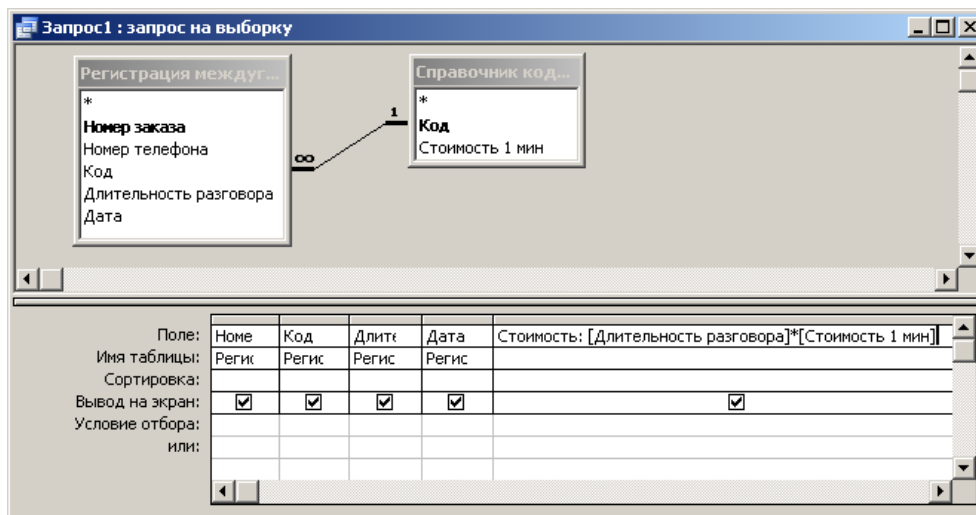 Запрос1 : запрос на выборку
Регистрация междуг...
*
Номер заказа
Номер телефона
Код
Длительность разговора
Дата
∞
1
Справочник код...
*
Код
Стоимость 1 мин
Поле: Номе Код Длите Дата Стоимость: [Длительность разговора]*[Стоимость 1 мин]
Имя таблицы: Регис Регис Регис Регис
Сортировка:
Вывод на экран:
Условие отбора:
или: